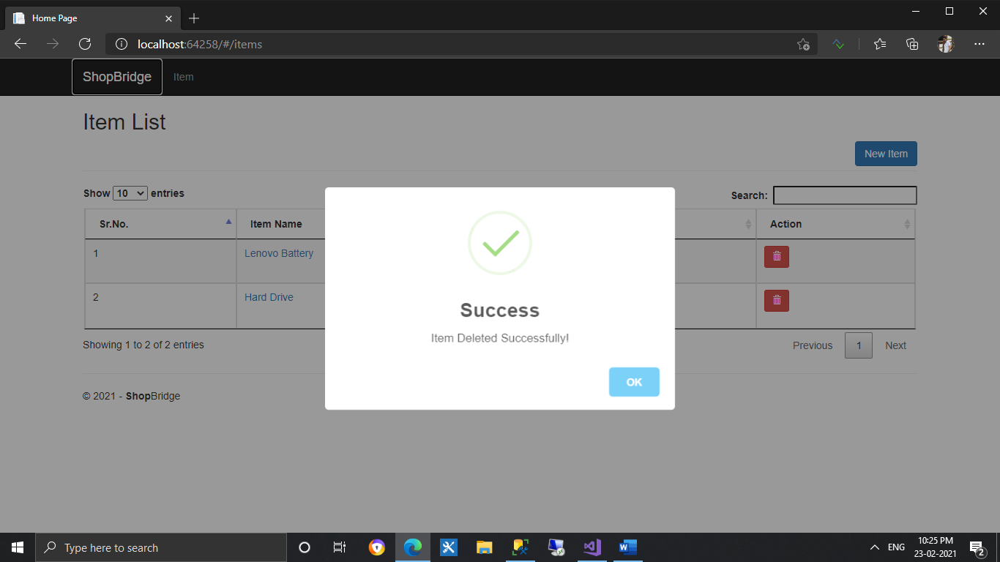 Home Page
localhost:64258/#/items
ShopBridge Item
Item List
New Item
Show 10 entries
Search:
Sr.No. Item Name Action
1 Lenovo Battery
2 Hard Drive
Showing 1 to 2 of 2 entries
Previous 1 Next
© 2021 - ShopBridge
Success
Item Deleted Successfully!
OK
Type here to search
ENG
10:25 PM
23-02-2021
2